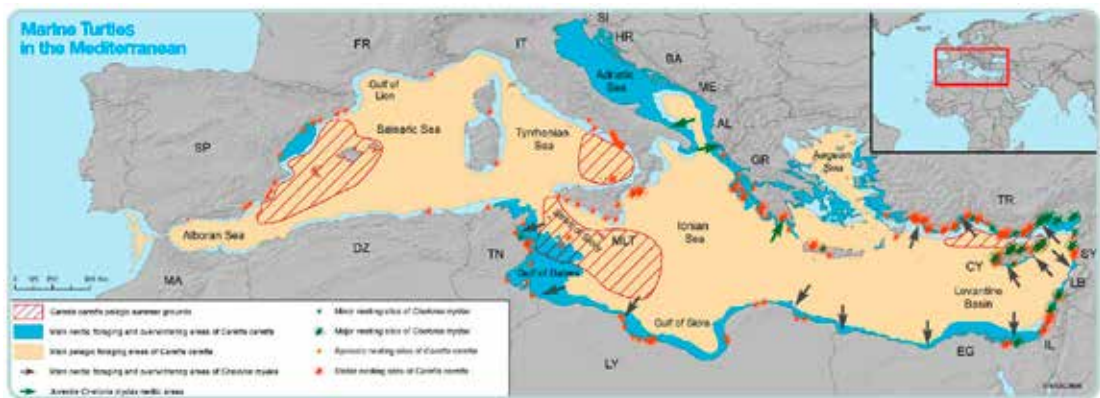 Marine Turtles
in the Mediterranean
SI
HR
FR
IT
BA
ME
Adriatic
Sea
AL
Gulf of
Lion
Balearic Sea
Tyrrhenian
Sea
SP
GR
Aegean
Sea
TR
Ionian
Sea
Alboran Sea
MLT
DZ
TN
MA
Gulf of Gabes
CY
SY
LB
Levantine
Basin
Gulf of Sidra
LY
EG
IL
Caretta caretta pelagic summer grounds
Main neritic foraging and overwintering areas of Caretta caretta
Main pelagic foraging areas of Caretta caretta
Main neritic foraging and overwintering areas of Chelonia mydas
Juvenile Chelonia mydas neritic areas
nesting sites of Chelonia mydas
Major nesting sites of Chelonia mydas
Sporadic nesting sites of Caretta caretta
nesting sites of Caretta caretta